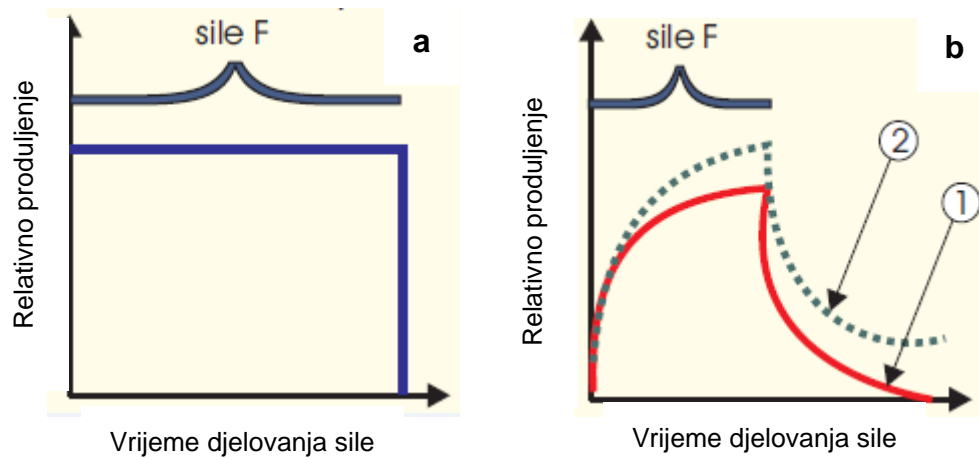 sile F
a
Relativno produljenje
Vrijeme djelovanja sile
sile F
b
2
1
Relativno produljenje
Vrijeme djelovanja sile